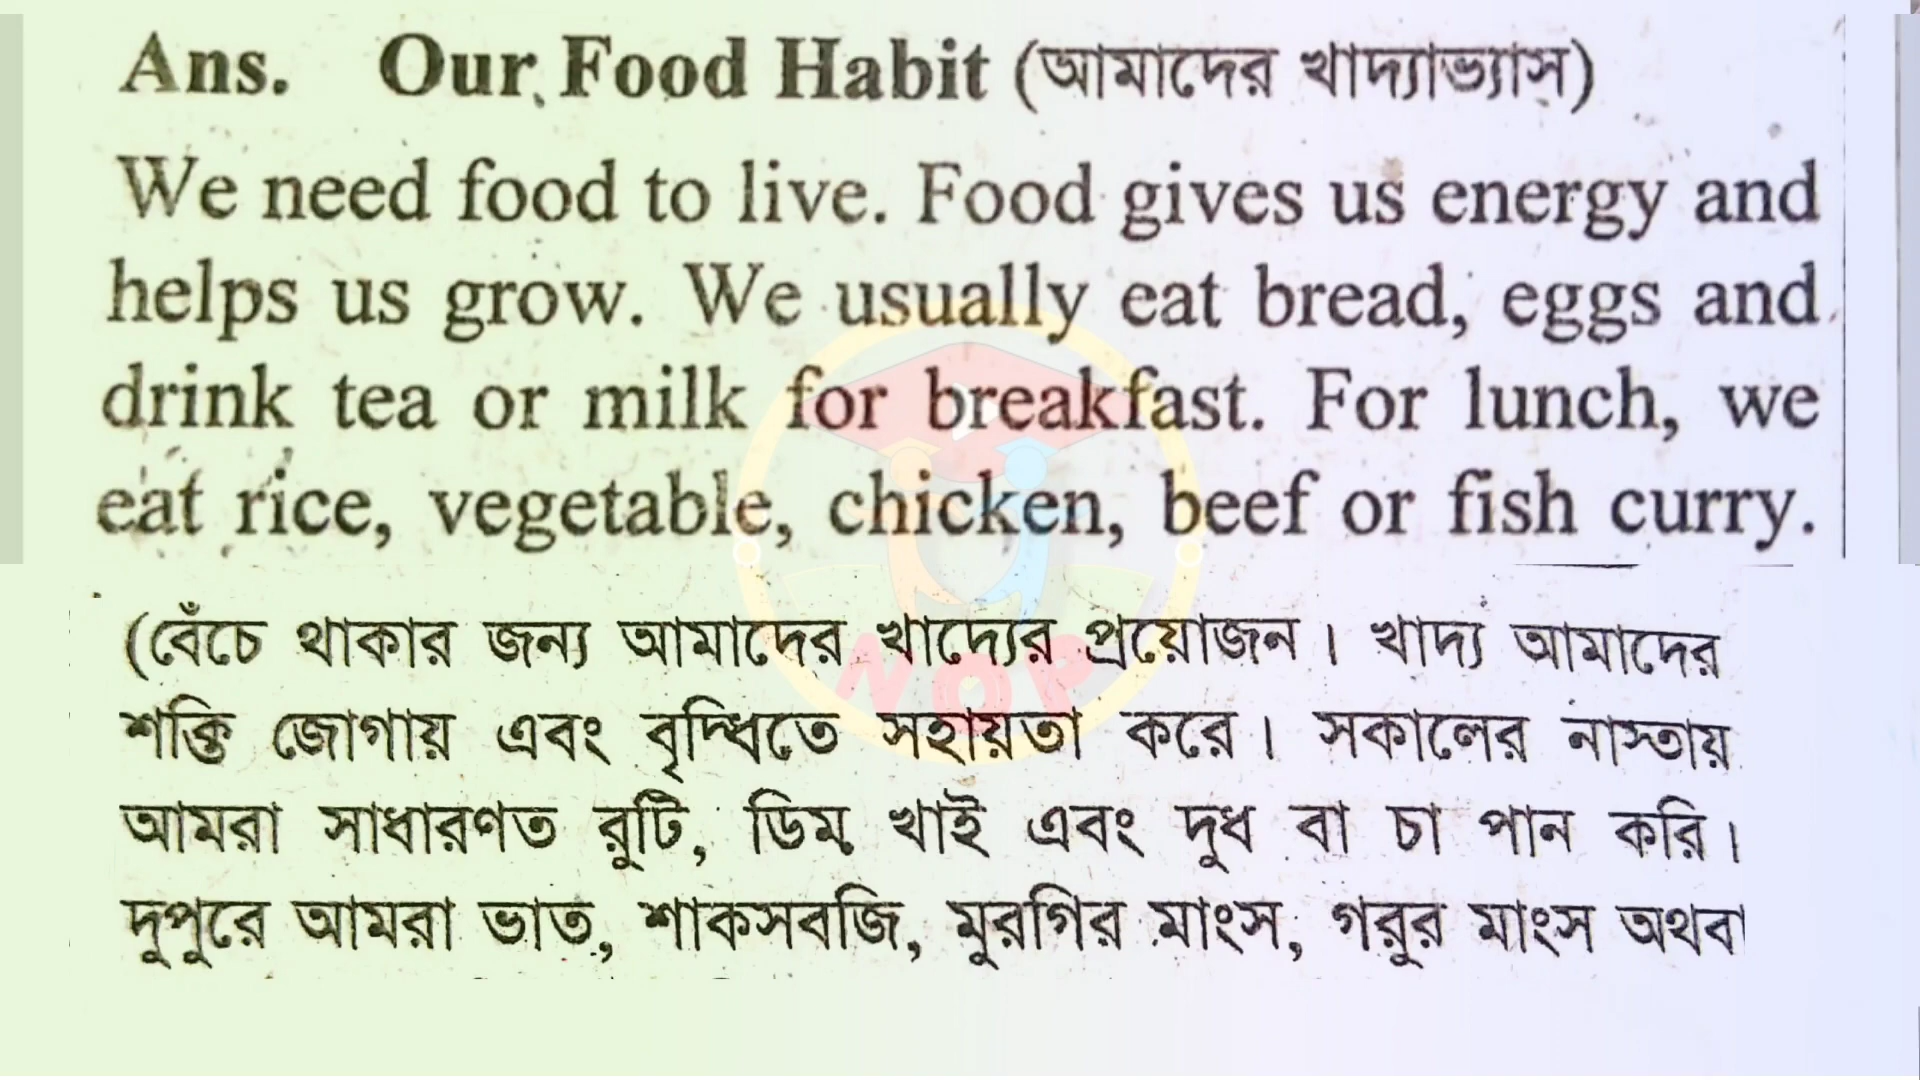 Ans. Our Food Habit (আমাদের খাদ্যাভ্যাস)
We need food to live. Food gives us energy and
helps us grow. We usually eat bread, eggs and
drink tea or milk for breakfast. For lunch, we
eat rice, vegetable, chicken, beef or fish curry.
(বেঁচে থাকার জন্য আমাদের খাদ্যের প্রয়োজন। খাদ্য আমাদের
শক্তি জোগায় এবং বৃদ্ধিতে সহায়তা করে। সকালের নাস্তায়
আমরা সাধারণত রুটি, ডিম খাই এবং দুধ বা চা পান করি।
দুপুরে আমরা ভাত, শাকসবজি, মুরগির মাংস, গরুর মাংস অথবা
NOP